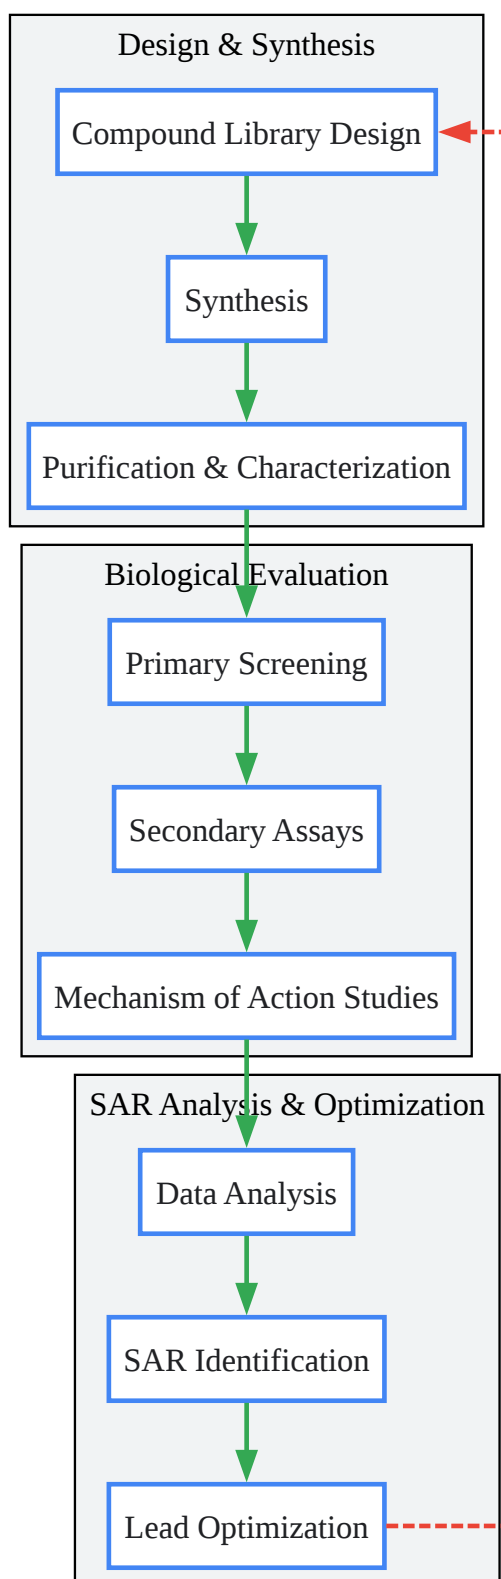 Design & Synthesis
Compound Library Design
Synthesis
Purification & Characterization
Biological Evaluation
Primary Screening
Secondary Assays
Mechanism of Action Studies
SAR Analysis & Optimization
Data Analysis
SAR Identification
Lead Optimization